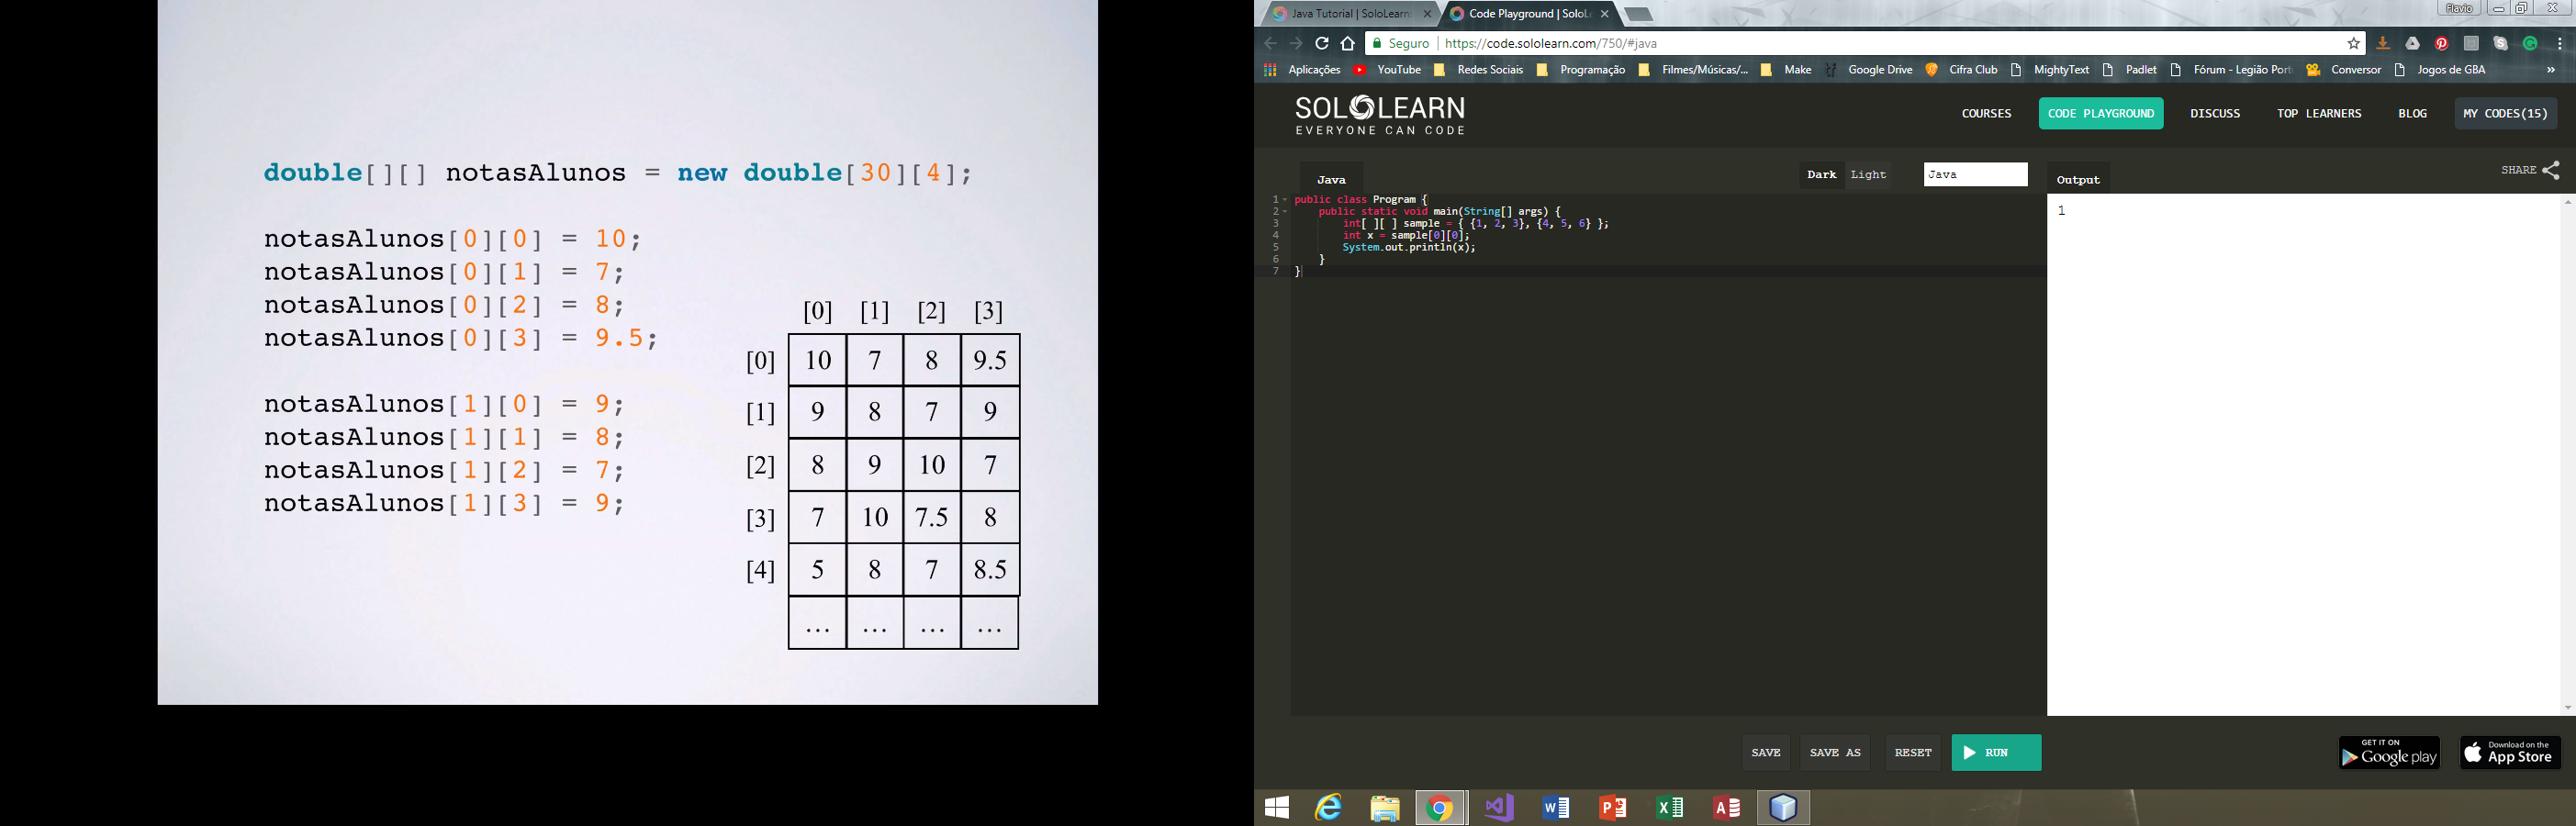 double[][] notasAlunos = new double[30][4];
notasAlunos[0][0] = 10;
notasAlunos[0][1] = 7;
notasAlunos[0][2] = 8;
notasAlunos[0][3] = 9.5;
notasAlunos[1][0] = 9;
notasAlunos[1][1] = 8;
notasAlunos[1][2] = 7;
notasAlunos[1][3] = 9;
[0] [1] [2] [3]
[0] 10 7 8 9.5
[1] 9 8 7 9
[2] 8 9 10 7
[3] 7 10 7.5 8
[4] 5 8 7 8.5
... ... ... ...
Java Tutorial | SoloLearn Code Playground | SoloL Flavio
Seguro https://code.sololearn.com/750/#java
Aplicações YouTube Redes Sociais Programação Filmes/Músicas/... Make Google Drive Cifra Club MightyText Padlet Fórum - Legião Port Conversor Jogos de GBA »
SOLOLEARN
EVERYONE CAN CODE
COURSES CODE PLAYGROUND DISCUSS TOP LEARNERS BLOG MY CODES(15)
Java Dark Light Java Output SHARE
1 public class Program {
2 public static void main(String[] args) {
3 int[ ][ ] sample = { {1, 2, 3}, {4, 5, 6} };
4 int x = sample[0][0];
5 System.out.println(x);
6 }
7 }
1
SAVE SAVE AS RESET RUN
GET IT ON
Google play
Download on the
App Store